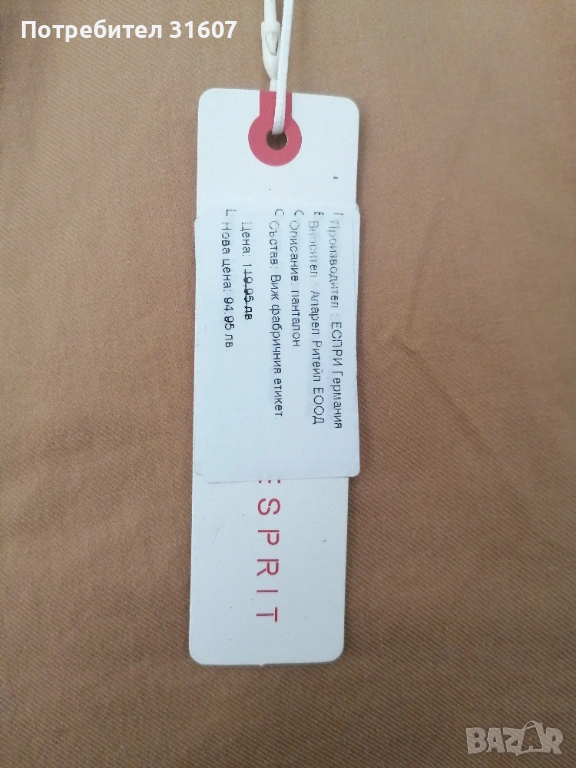 Потребител 31607
Производител : ЕСПРИ Германия
Вносител : Апарел Ритейл ЕООД
Описание: панталон
Състав: Виж фабричния етикет
Цена: 119.95 лв
Нова цена: 94.95 лв
ESPRIT
BAZAR